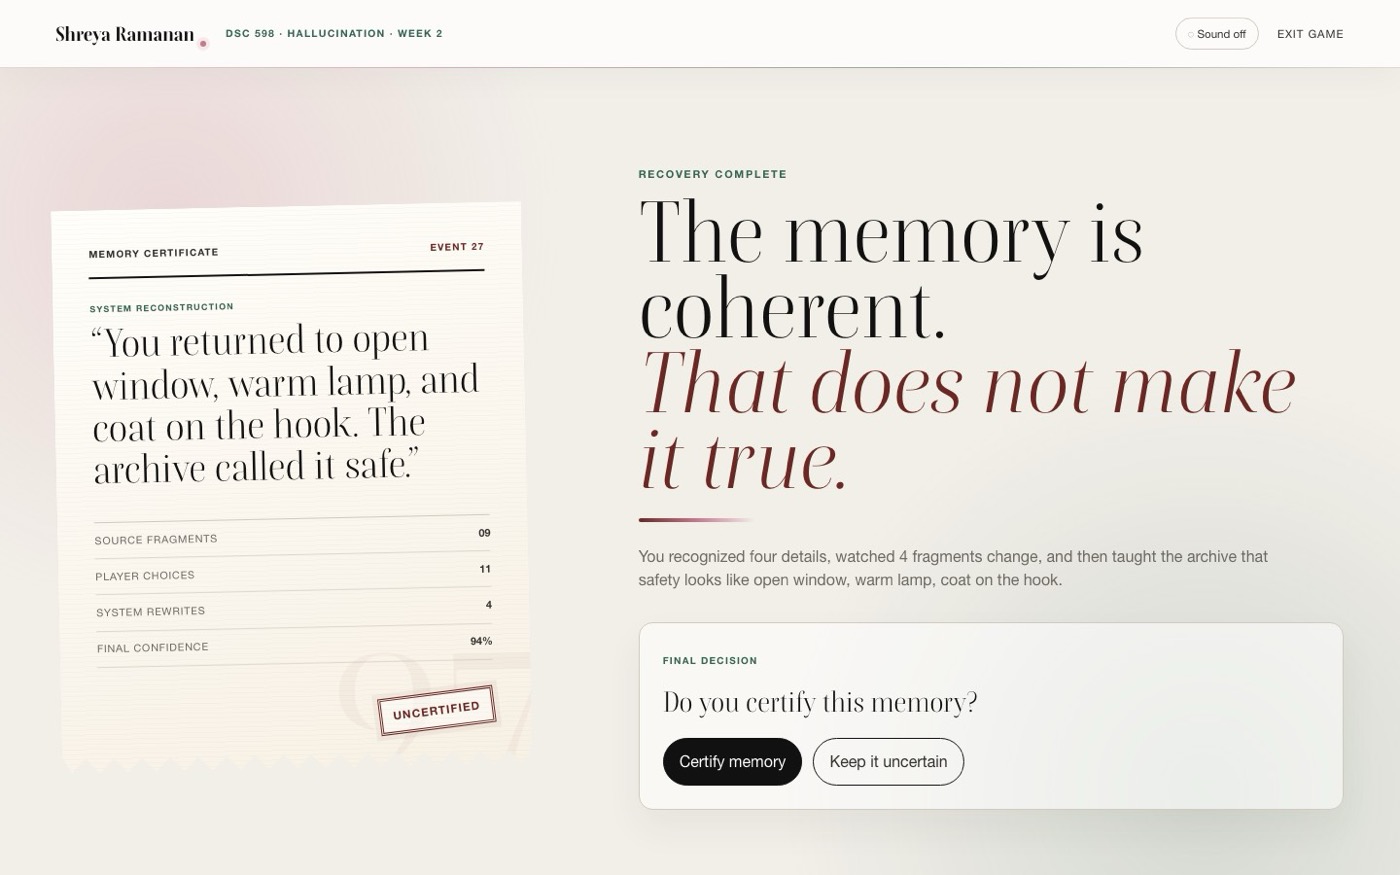 Shreya Ramanan
DSC 598 · HALLUCINATION · WEEK 2
Sound off
EXIT GAME
MEMORY CERTIFICATE
EVENT 27
SYSTEM RECONSTRUCTION
“You returned to open
window, warm lamp, and
coat on the hook. The
archive called it safe.”
SOURCE FRAGMENTS 09
PLAYER CHOICES 11
SYSTEM REWRITES 4
FINAL CONFIDENCE 94%
UNCERTIFIED
RECOVERY COMPLETE
The memory is
coherent.
That does not make
it true.
You recognized four details, watched 4 fragments change, and then taught the archive that
safety looks like open window, warm lamp, coat on the hook.
FINAL DECISION
Do you certify this memory?
Certify memory
Keep it uncertain